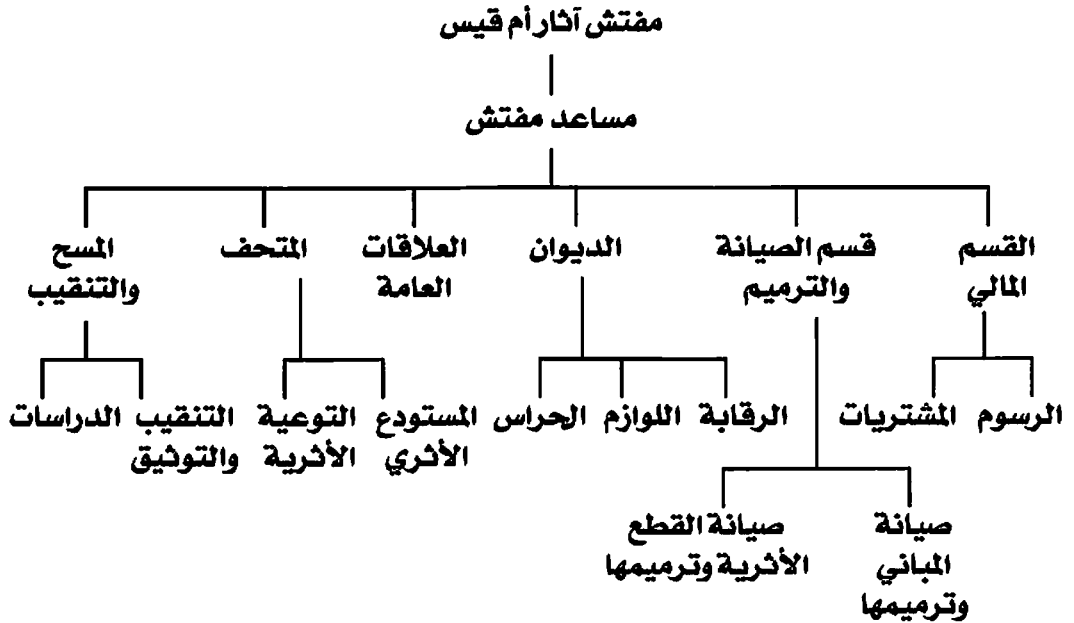 مفتش آثار أم قيس
مساعد مفتش
القسم
المالي
قسم الصيانة
والترميم
الديوان
العلاقات
العامة
المتحف
المسح
والتنقيب
الرسوم
المشتريات
الرقابة
اللوازم
الحراس
المستودع
الأثري
التوعية
الأثرية
التنقيب
والتوثيق
الدراسات
صيانة
المباني
وترميمها
صيانة القطع
الأثرية وترميمها